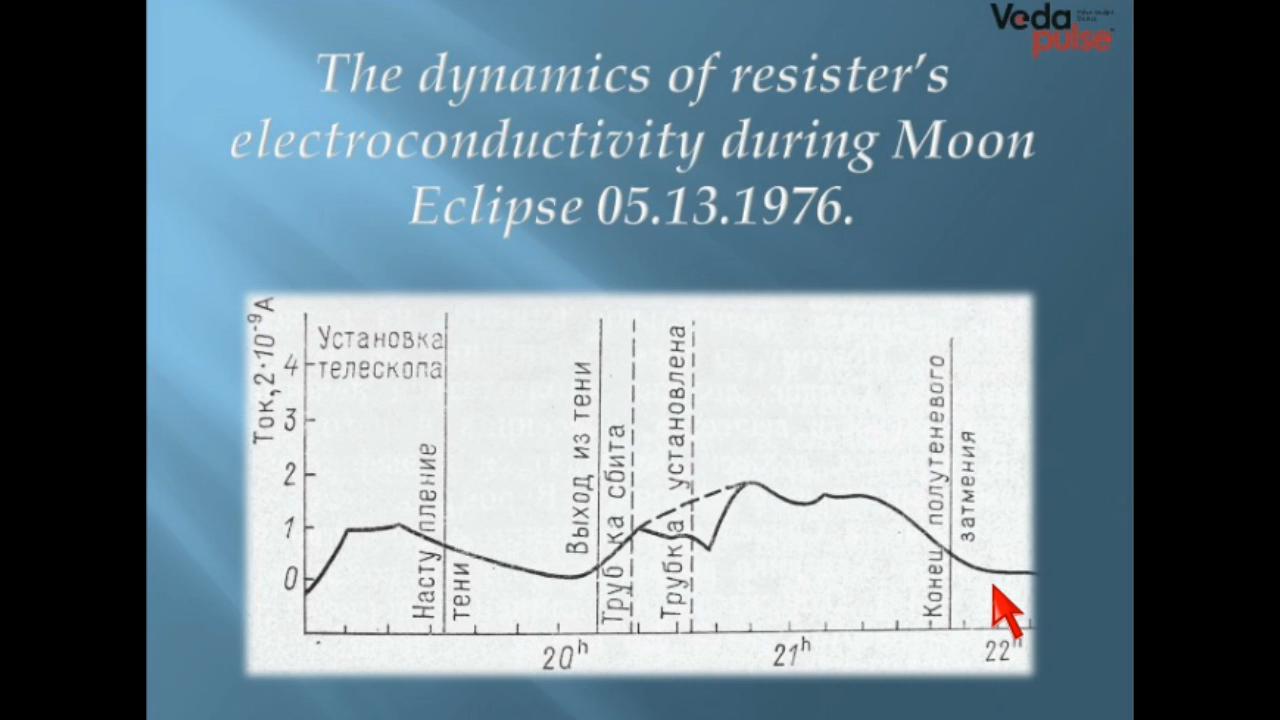 Veda
pulse
The dynamics of resister's
electroconductivity during Moon
Eclipse 05.13.1976.
Ток, 2·10⁻⁹А
4
3
2
1
0
Установка
телескопа
Наступление
тени
Выход из тени
Трубка сбита
Трубка установлена
Конец полутеневого
затмения
20h
21h
22h